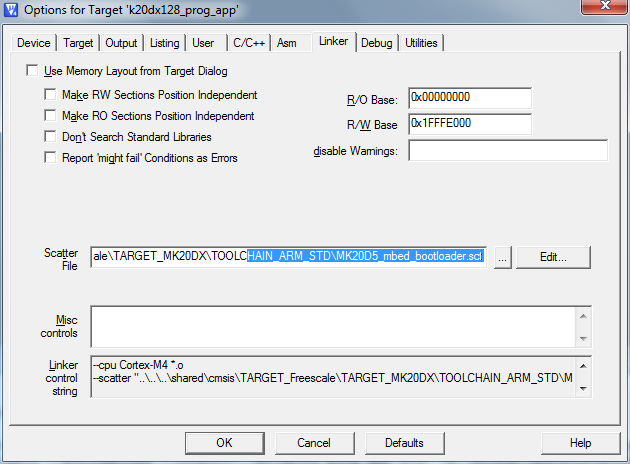 Options for Target 'k20dx128_prog_app'
Device Target Output Listing User C/C++ Asm Linker Debug Utilities
Use Memory Layout from Target Dialog
Make RW Sections Position Independent
Make RO Sections Position Independent
Don't Search Standard Libraries
Report 'might fail' Conditions as Errors
R/O Base: 0x00000000
R/W Base 0x1FFFE000
disable Warnings:
Scatter
File
ale\TARGET_MK20DX\TOOLCHAIN_ARM_STD\MK20D5_mbed_bootloader.sct
... Edit...
Misc
controls
Linker
control
string
--cpu Cortex-M4 *.o
--scatter "..\..\..\shared\cmsis\TARGET_Freescale\TARGET_MK20DX\TOOLCHAIN_ARM_STD\M
OK Cancel Defaults Help